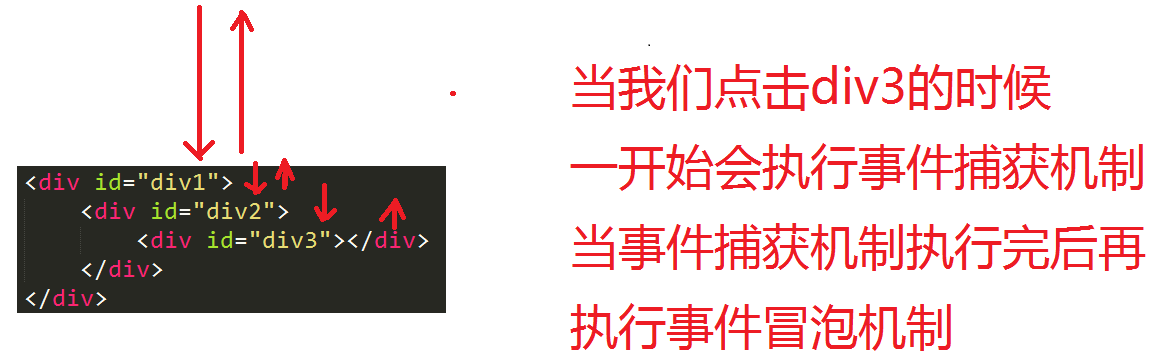 <div id="div1">
<div id="div2">
<div id="div3"></div>
</div>
</div>
当我们点击div3的时候
一开始会执行事件捕获机制
当事件捕获机制执行完后再
执行事件冒泡机制